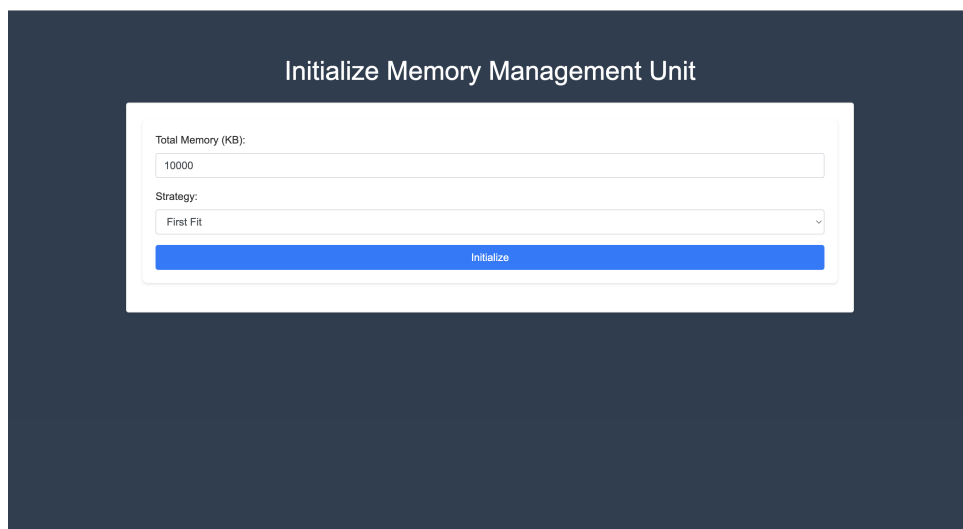 Initialize Memory Management Unit
Total Memory (KB):
10000
Strategy:
First Fit
Initialize